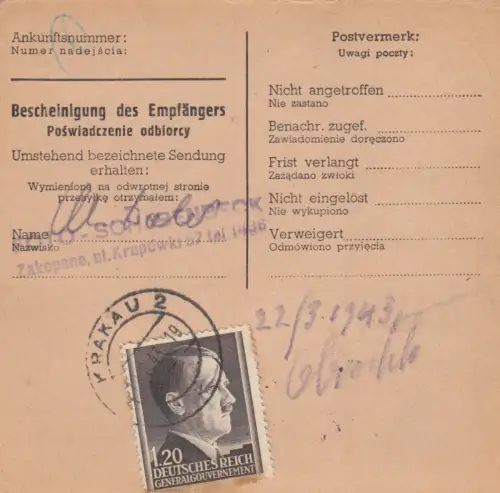 Ankunftsnummer:
Numer nadejścia:
Bescheinigung des Empfängers
Poświadczenie odbiorcy
Umstehend bezeichnete Sendung
erhalten:
Wymienioną na odwrotnej stronie
przesyłkę otrzymałem:
Name
Nazwisko
Zakopane, ul. Krupówki
Postvermerk:
Uwagi poczty:
Nicht angetroffen
Nie zastano
Benachr. zugef.
Zawiadomienie doręczono
Frist verlangt
Zażądano zwłoki
Nicht eingelöst
Nie wykupiono
Verweigert
Odmówiono przyjęcia
22/3. 1943
KRAKAU 2
1.20
DEUTSCHES REICH
GENERALGOUVERNEMENT